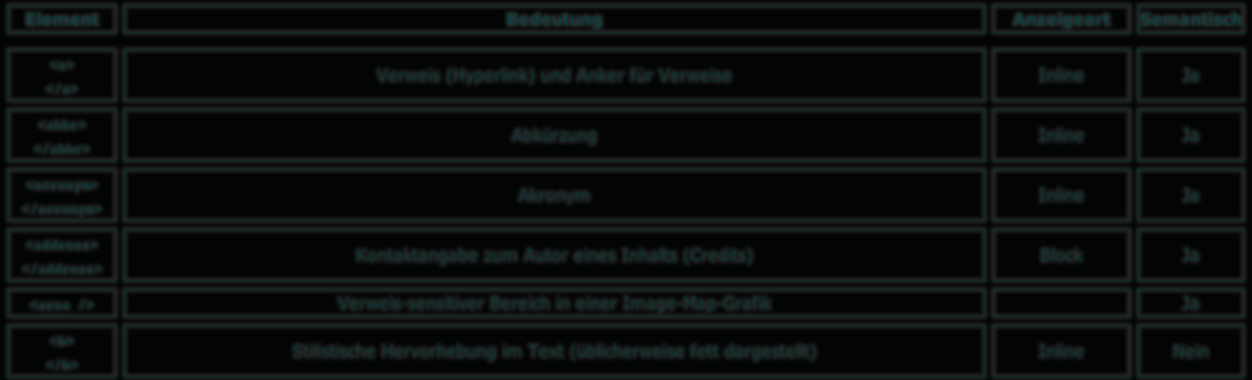 Element Bedeutung Anzeigeart Semantisch
<a>
</a>
Verweis (Hyperlink) und Anker für Verweise Inline Ja
<abbr>
</abbr>
Abkürzung Inline Ja
<acronym>
</acronym>
Akronym Inline Ja
<address>
</address>
Kontaktangabe zum Autor eines Inhalts (Credits) Block Ja
<area /> Verweis-sensitiver Bereich in einer Image-Map-Grafik Ja
<b>
</b>
Stilistische Hervorhebung im Text (üblicherweise fett dargestellt) Inline Nein